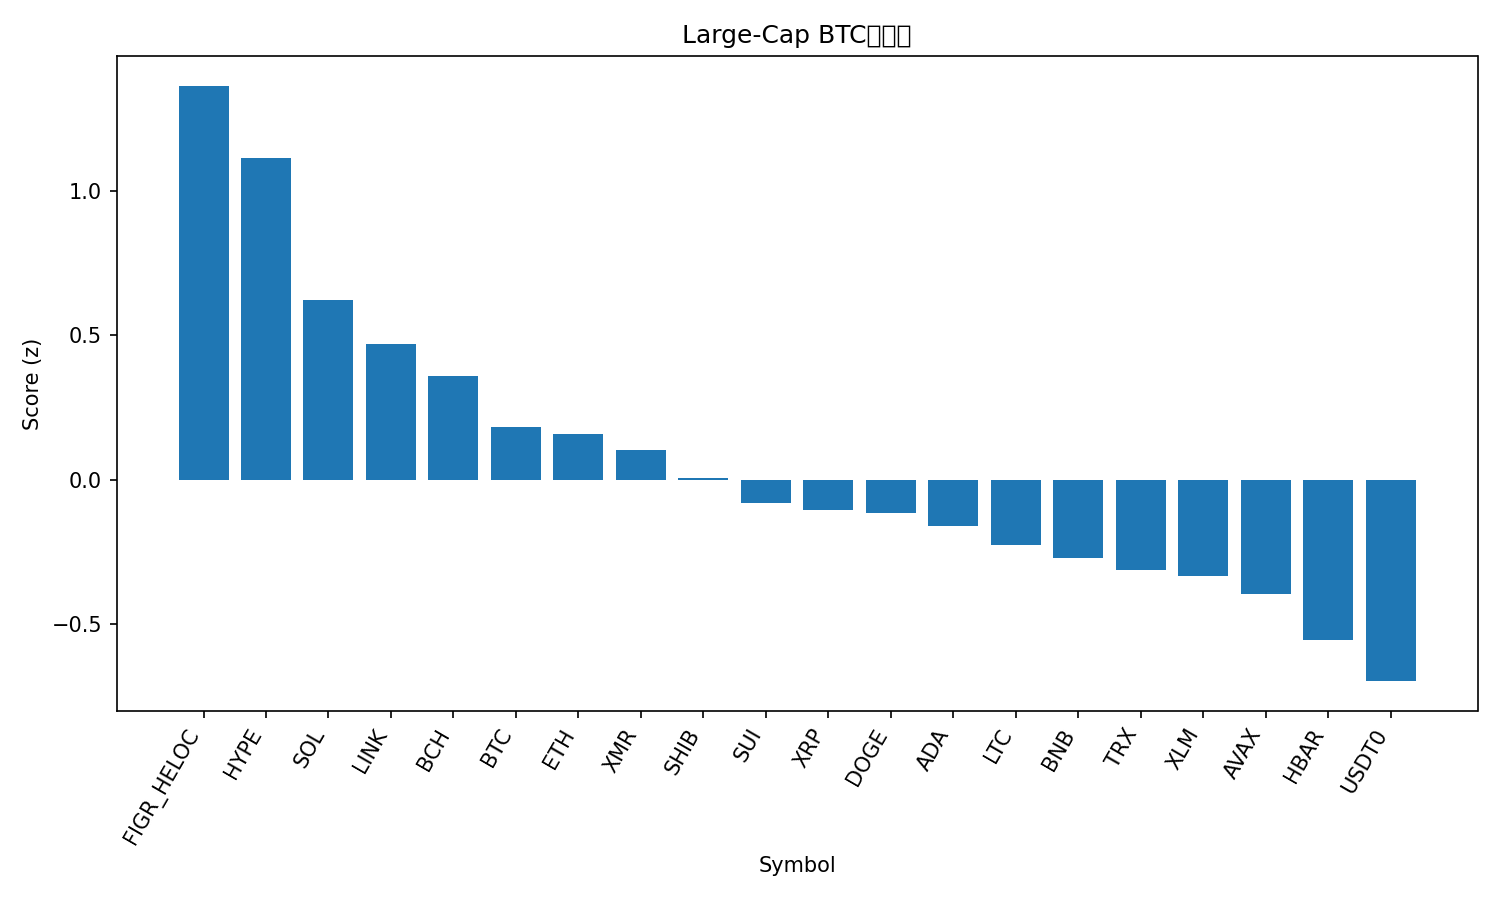 Large-Cap BTC
1.0
0.5
0.0
−0.5
Score (z)
FIGR_HELOC
HYPE
SOL
LINK
BCH
BTC
ETH
XMR
SHIB
SUI
XRP
DOGE
ADA
LTC
BNB
TRX
XLM
AVAX
HBAR
USDT0
Symbol